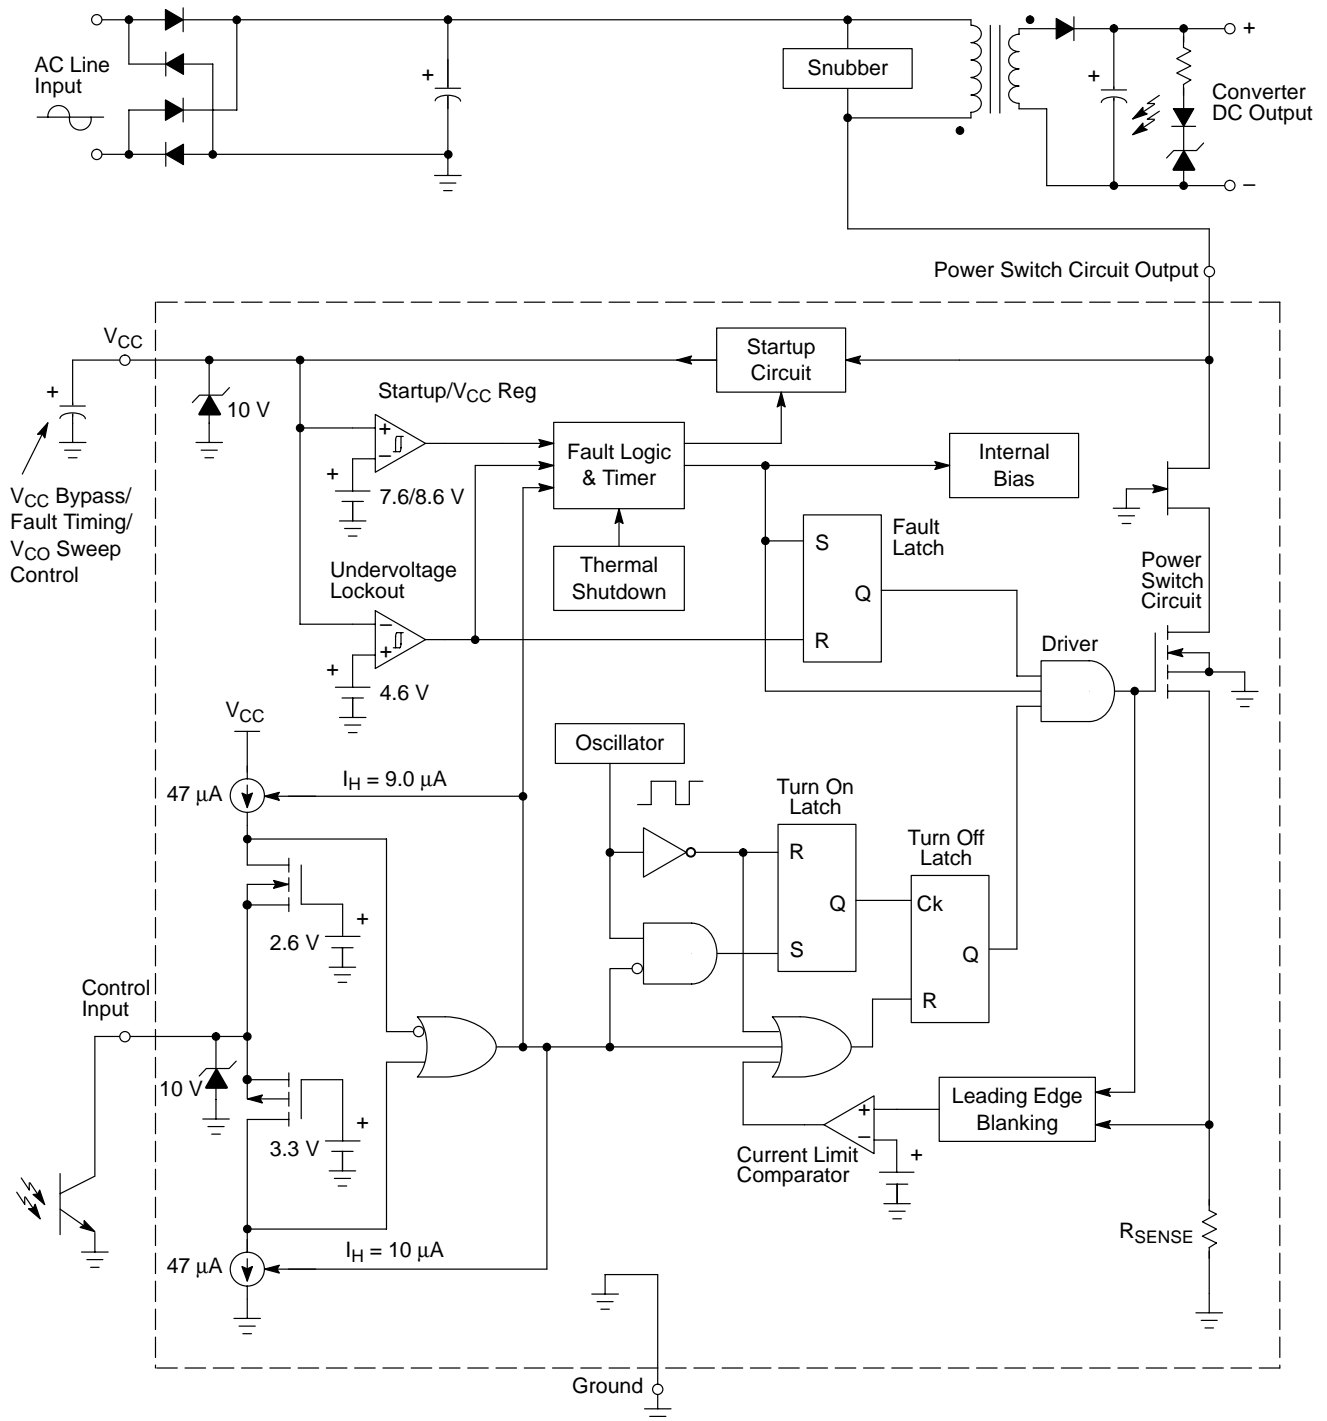 AC Line
Input
+
Snubber
+
+
Converter
DC Output
−
Power Switch Circuit Output
VCC
Startup
Circuit
+
10 V
Startup/VCC Reg
+
−
+
7.6/8.6 V
Fault Logic
& Timer
Internal
Bias
VCC Bypass/
Fault Timing/
VCO Sweep
Control
Thermal
Shutdown
S
R
Q
Fault
Latch
Power
Switch
Circuit
Undervoltage
Lockout
−
+
+
4.6 V
Driver
VCC
47 μA
IH = 9.0 μA
Oscillator
Turn On
Latch
R
Q
S
Turn Off
Latch
Ck
Q
R
+
2.6 V
Control
Input
10 V
+
3.3 V
+
−
+
Current Limit
Comparator
Leading Edge
Blanking
RSENSE
47 μA
IH = 10 μA
Ground